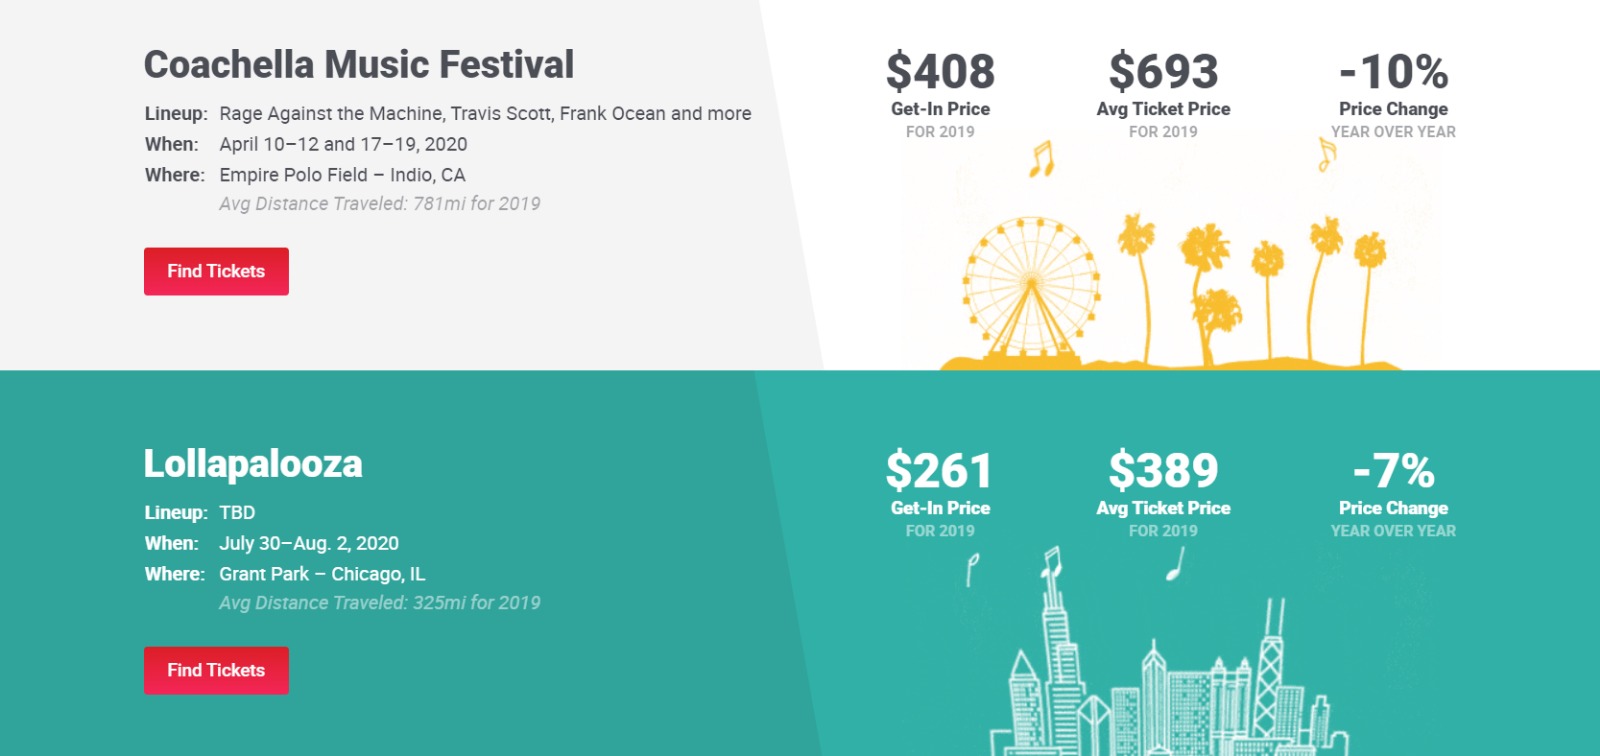 Coachella Music Festival
Lineup: Rage Against the Machine, Travis Scott, Frank Ocean and more
When: April 10–12 and 17–19, 2020
Where: Empire Polo Field – Indio, CA
Avg Distance Traveled: 781mi for 2019
Find Tickets
$408
Get-In Price
FOR 2019
$693
Avg Ticket Price
FOR 2019
-10%
Price Change
YEAR OVER YEAR
Lollapalooza
Lineup: TBD
When: July 30–Aug. 2, 2020
Where: Grant Park – Chicago, IL
Avg Distance Traveled: 325mi for 2019
Find Tickets
$261
Get-In Price
FOR 2019
$389
Avg Ticket Price
FOR 2019
-7%
Price Change
YEAR OVER YEAR